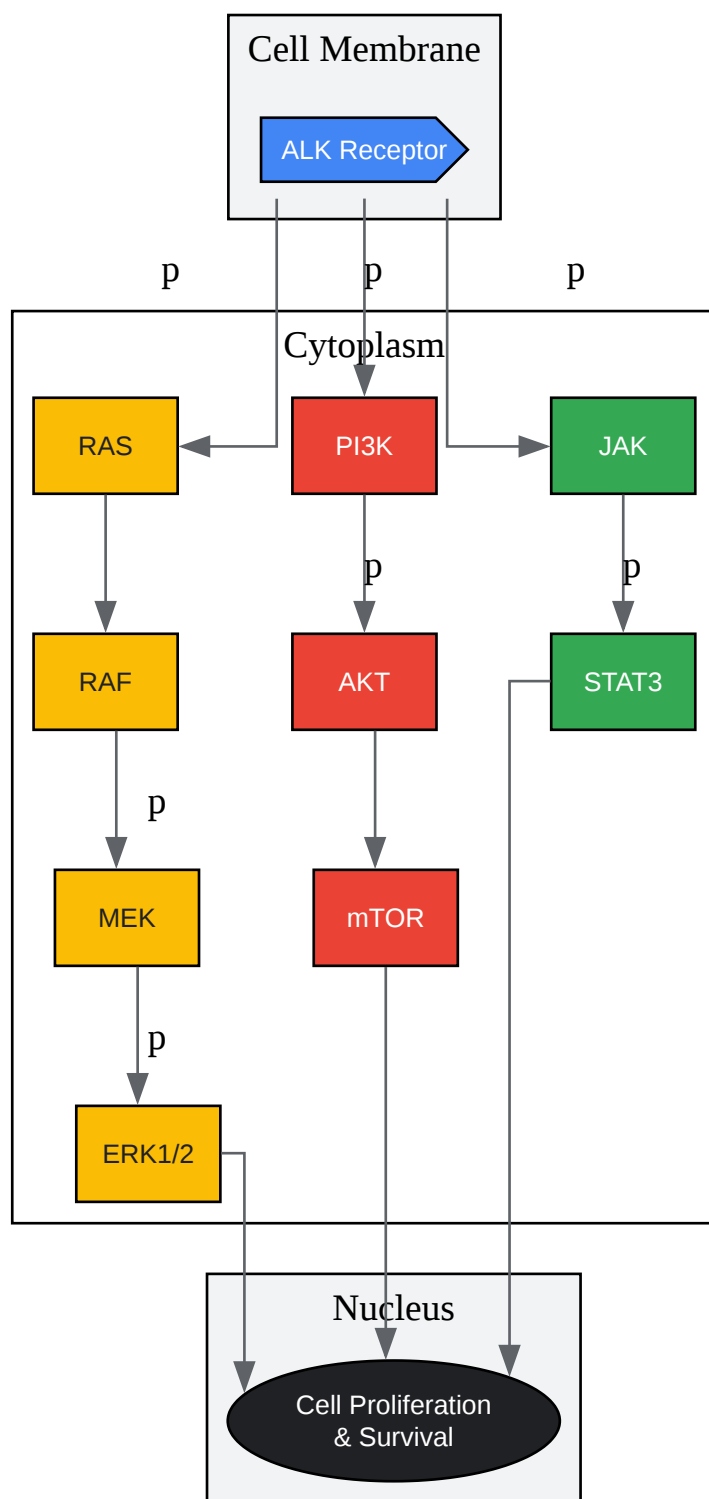 Cell Membrane
ALK Receptor
p
p
p
Cytoplasm
RAS
PI3K
JAK
p
p
RAF
AKT
STAT3
p
MEK
mTOR
p
ERK1/2
Nucleus
Cell Proliferation
& Survival